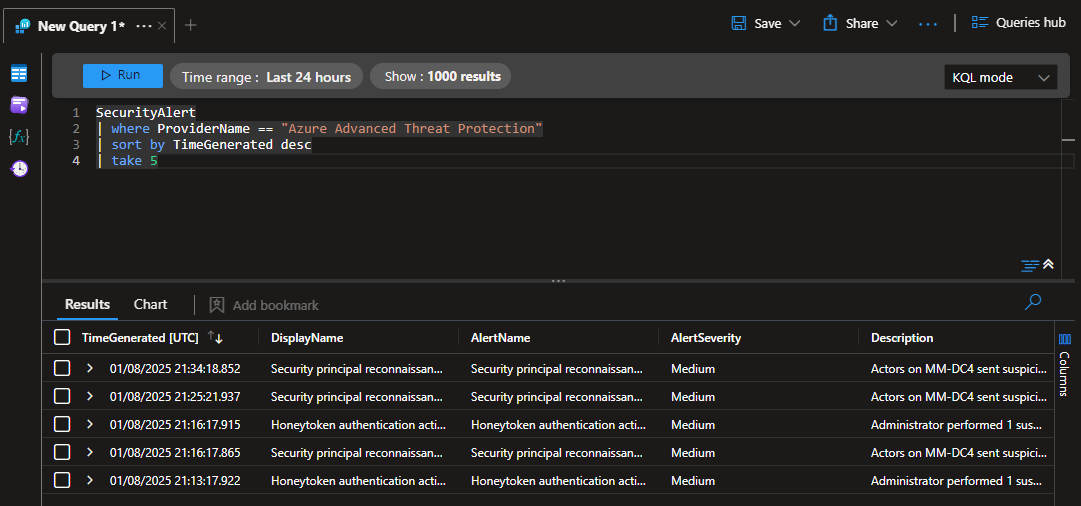 New Query 1* ···
Save
Share
···
Queries hub
Run
Time range : Last 24 hours
Show : 1000 results
KQL mode
1 SecurityAlert
2 | where ProviderName == "Azure Advanced Threat Protection"
3 | sort by TimeGenerated desc
4 | take 5
Results Chart Add bookmark
TimeGenerated [UTC] DisplayName AlertName AlertSeverity Description
01/08/2025 21:34:18.852 Security principal reconnaissan... Security principal reconnaissan... Medium Actors on MM-DC4 sent suspici...
01/08/2025 21:25:21.937 Security principal reconnaissan... Security principal reconnaissan... Medium Actors on MM-DC4 sent suspici...
01/08/2025 21:16:17.915 Honeytoken authentication acti... Honeytoken authentication acti... Medium Administrator performed 1 sus...
01/08/2025 21:16:17.865 Security principal reconnaissan... Security principal reconnaissan... Medium Actors on MM-DC4 sent suspici...
01/08/2025 21:13:17.922 Honeytoken authentication acti... Honeytoken authentication acti... Medium Administrator performed 1 sus...
Columns